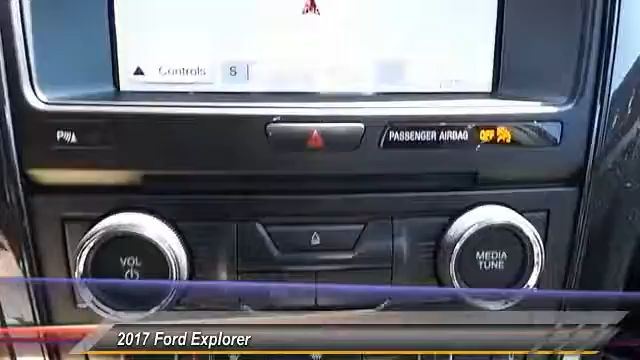 Controls S
P
PASSENGER AIRBAG OFF
VOL
MEDIA
TUNE
2017 Ford Explorer